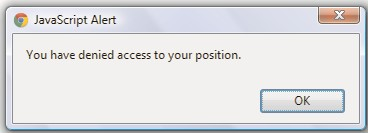 JavaScript Alert
You have denied access to your position.
OK